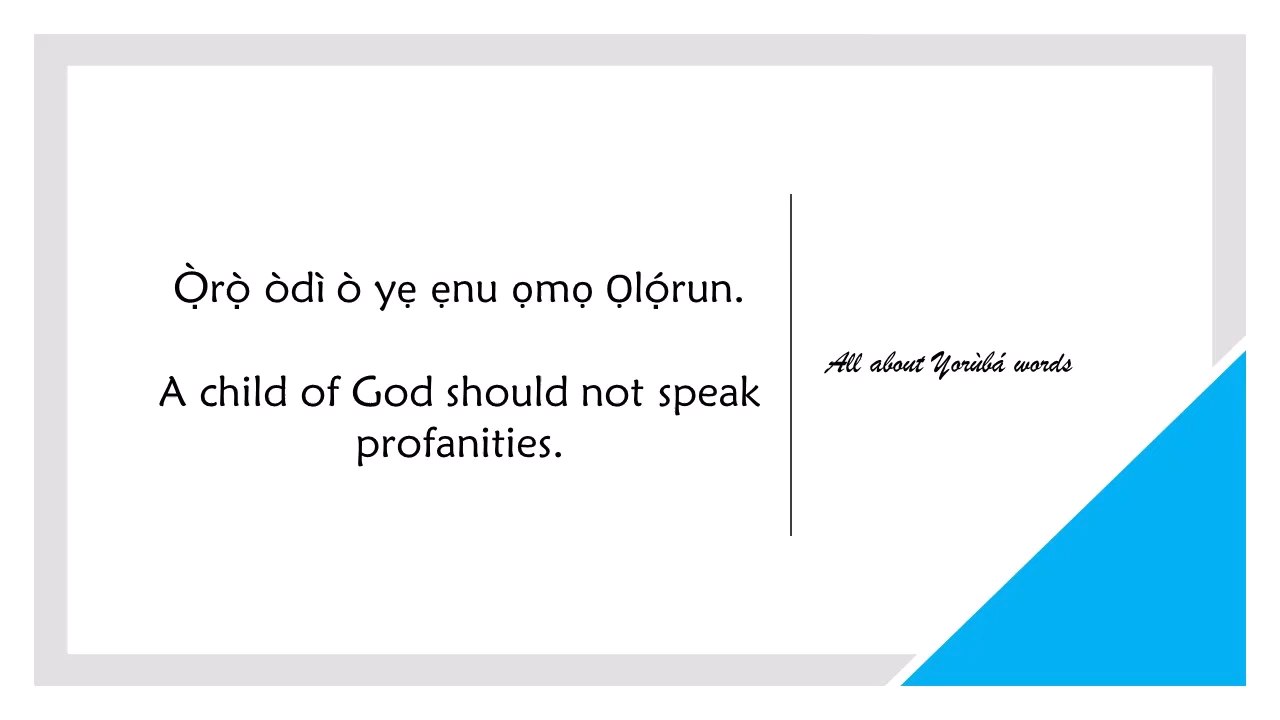 Ọ̀rọ̀ òdì ò yẹ ẹnu ọmọ Ọlọ́run.
A child of God should not speak
profanities.
All about Yorùbá words